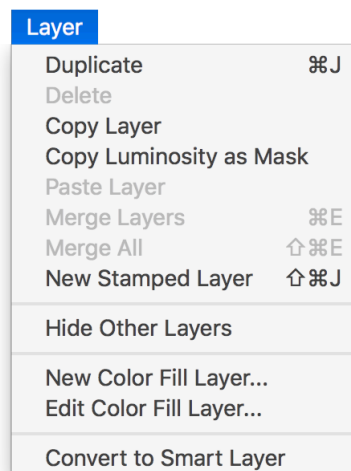 Layer
Duplicate ⌘J
Delete
Copy Layer
Copy Luminosity as Mask
Paste Layer
Merge Layers ⌘E
Merge All ⇧⌘E
New Stamped Layer ⇧⌘J
Hide Other Layers
New Color Fill Layer...
Edit Color Fill Layer...
Convert to Smart Layer